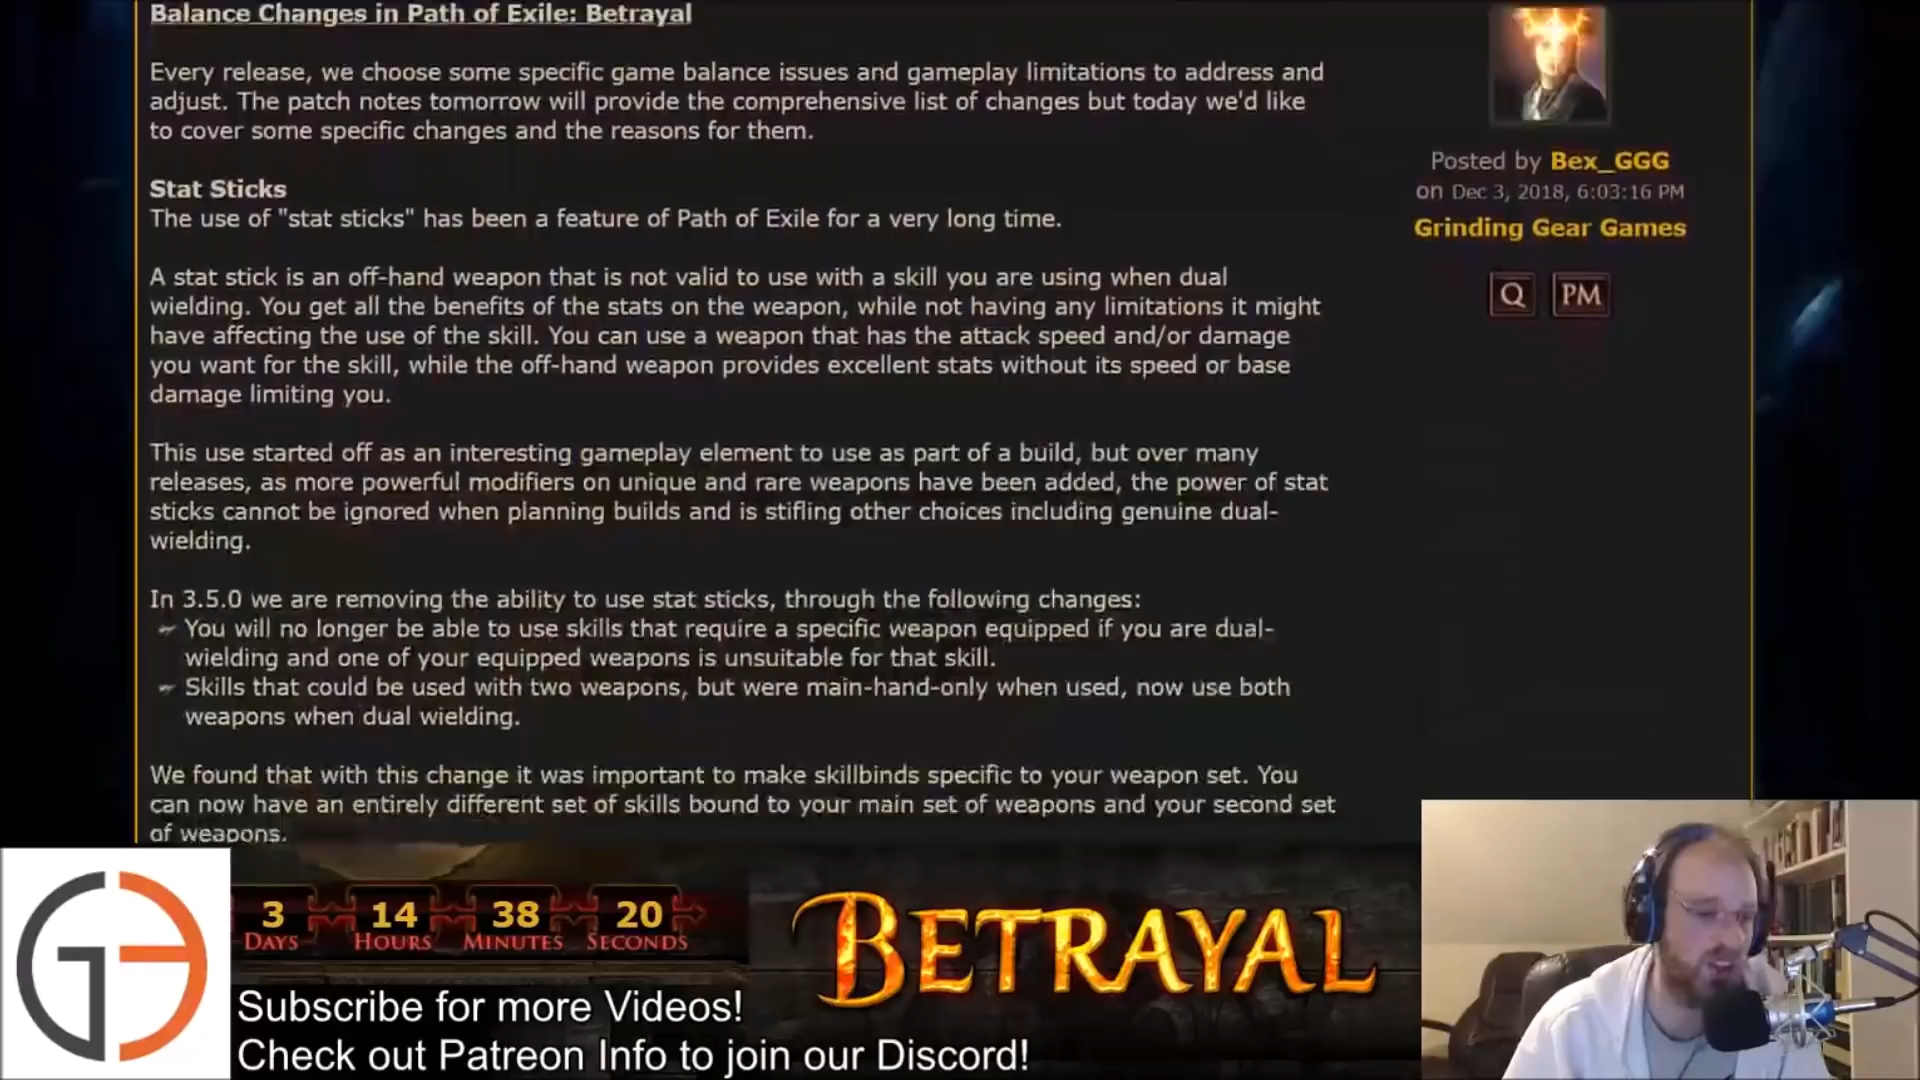 Balance Changes in Path of Exile: Betrayal
Every release, we choose some specific game balance issues and gameplay limitations to address and
adjust. The patch notes tomorrow will provide the comprehensive list of changes but today we'd like
to cover some specific changes and the reasons for them.
Stat Sticks
The use of "stat sticks" has been a feature of Path of Exile for a very long time.
A stat stick is an off-hand weapon that is not valid to use with a skill you are using when dual
wielding. You get all the benefits of the stats on the weapon, while not having any limitations it might
have affecting the use of the skill. You can use a weapon that has the attack speed and/or damage
you want for the skill, while the off-hand weapon provides excellent stats without its speed or base
damage limiting you.
This use started off as an interesting gameplay element to use as part of a build, but over many
releases, as more powerful modifiers on unique and rare weapons have been added, the power of stat
sticks cannot be ignored when planning builds and is stifling other choices including genuine dual-
wielding.
In 3.5.0 we are removing the ability to use stat sticks, through the following changes:
You will no longer be able to use skills that require a specific weapon equipped if you are dual-
wielding and one of your equipped weapons is unsuitable for that skill.
Skills that could be used with two weapons, but were main-hand-only when used, now use both
weapons when dual wielding.
We found that with this change it was important to make skillbinds specific to your weapon set. You
can now have an entirely different set of skills bound to your main set of weapons and your second set
of weapons.
Posted by Bex_GGG
on Dec 3, 2018, 6:03:16 PM
Grinding Gear Games
Q PM
3 14 38 20
DAYS HOURS MINUTES SECONDS
BETRAYAL
Subscribe for more Videos!
Check out Patreon Info to join our Discord!